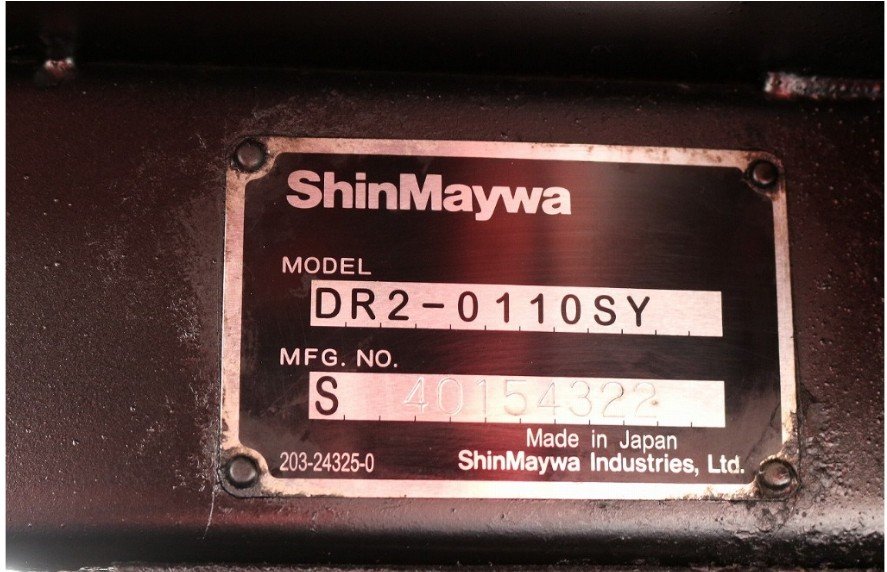 ShinMaywa
MODEL
DR2-0110SY
MFG. NO.
S 40154322
Made in Japan
203-24325-0 ShinMaywa Industries, Ltd.